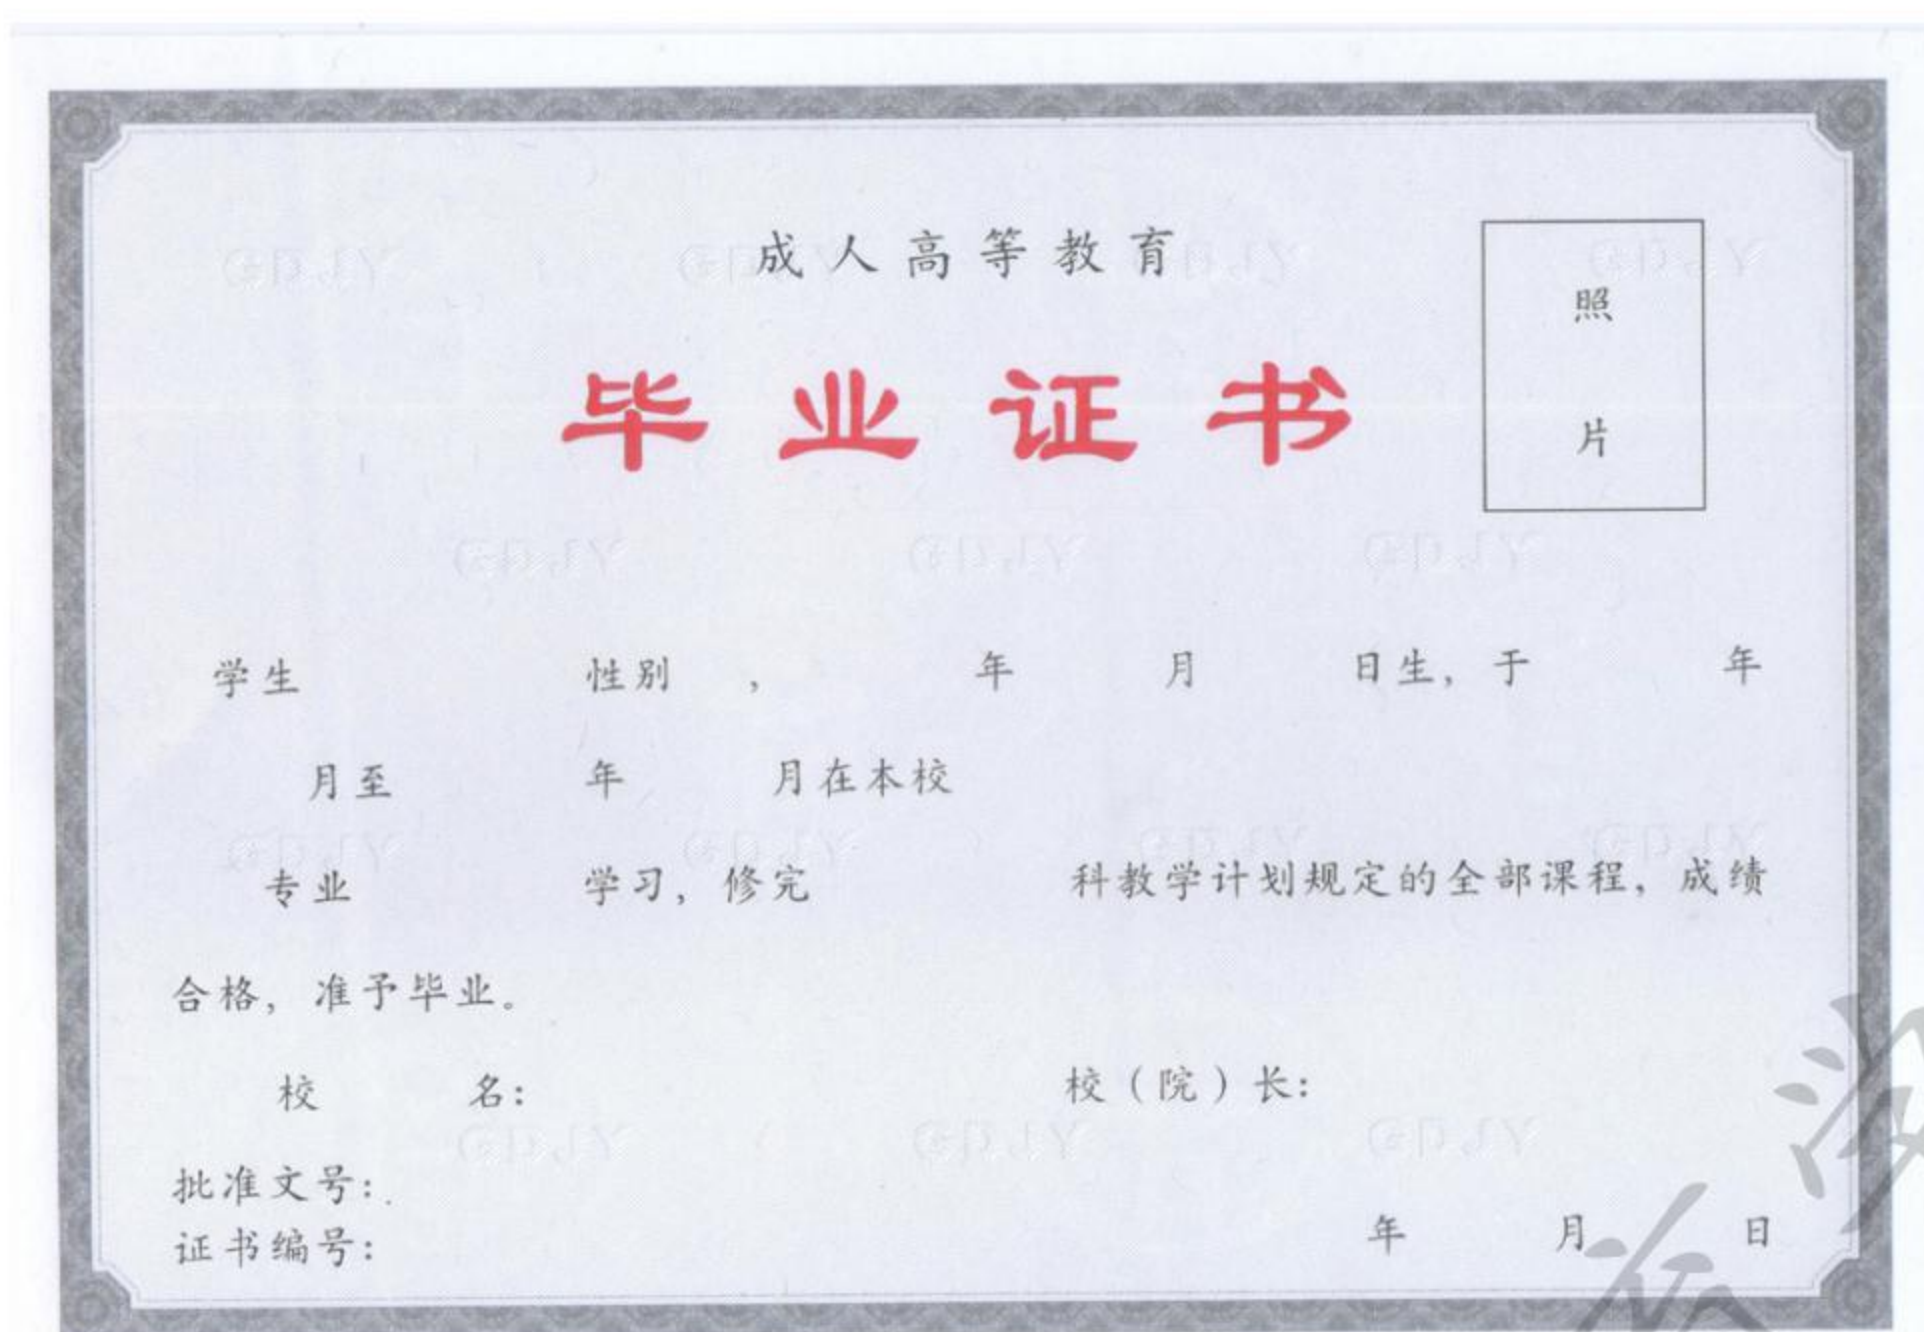 成人高等教育
照
毕业证书
片
学生 性别 , 年 月 日生，于 年
月至 年 月在本校
专业 学习，修完 科教学计划规定的全部课程，成绩
合格，准予毕业。
校 名： 校（院）长：
批准文号：
证书编号： 年 月 日